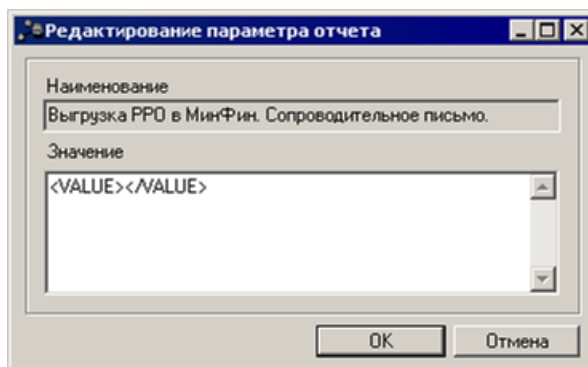 Редактирование параметра отчета
Наименование
Выгрузка РРО в МинФин. Сопроводительное письмо.
Значение
<VALUE></VALUE>
OK
Отмена